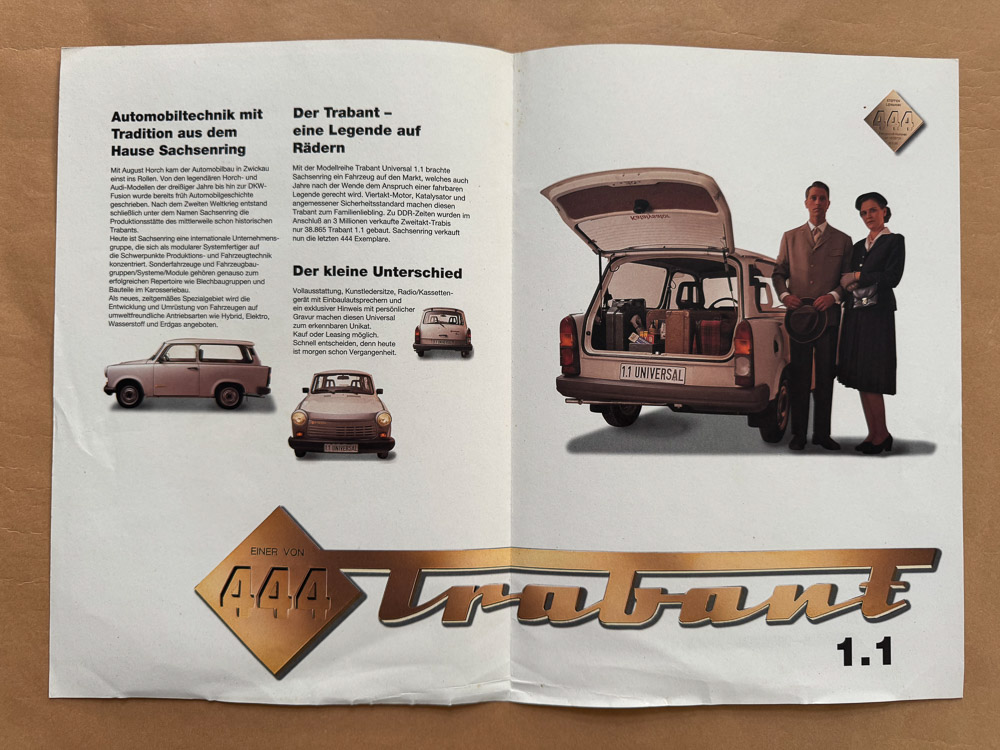 Automobiltechnik mit
Tradition aus dem
Hause Sachsenring
Mit August Horch kam der Automobilbau in Zwickau
einst ins Rollen. Von den legendären Horch- und
Audi-Modellen der dreißiger Jahre bis hin zur DKW-
Fusion wurde bereits früh Automobilgeschichte
geschrieben. Nach dem Zweiten Weltkrieg entstand
schließlich unter dem Namen Sachsenring die
Produktionsstätte des mittlerweile schon historischen
Trabants.
Heute ist Sachsenring eine internationale Unternehmens-
gruppe, die sich als modularer Systemfertiger auf
die Schwerpunkte Produktions- und Fahrzeugtechnik
konzentriert. Sonderfahrzeuge und Fahrzeugbau-
gruppen/Systeme/Module gehören genauso zum
erfolgreichen Repertoire wie Blechbaugruppen und
Bauteile im Karosseriebau.
Als neues, zeitgemäßes Spezialgebiet wird die
Entwicklung und Umrüstung von Fahrzeugen auf
umweltfreundliche Antriebsarten wie Hybrid, Elektro,
Wasserstoff und Erdgas angeboten.
Der Trabant –
eine Legende auf
Rädern
Mit der Modellreihe Trabant Universal 1.1 brachte
Sachsenring ein Fahrzeug auf den Markt, welches auch
Jahre nach der Wende dem Anspruch einer fahrbaren
Legende gerecht wird. Viertakt-Motor, Katalysator und
angemessener Sicherheitsstandard machen diesen
Trabant zum Familienliebling. Zu DDR-Zeiten wurden im
Anschluß an 3 Millionen verkaufte Zweitakt-Trabis
nur 38.865 Trabant 1.1 gebaut. Sachsenring verkauft
nun die letzten 444 Exemplare.
Der kleine Unterschied
Vollausstattung, Kunstledersitze, Radio/Kassetten-
gerät mit Einbaulautsprechern und
ein exklusiver Hinweis mit persönlicher
Gravur machen diesen Universal
zum erkennbaren Unikat.
Kauf oder Leasing möglich.
Schnell entscheiden, denn heute
ist morgen schon Vergangenheit.
1.1 UNIVERSAL
444
1.1 UNIVERSAL
EINER VON
444
Trabant
1.1